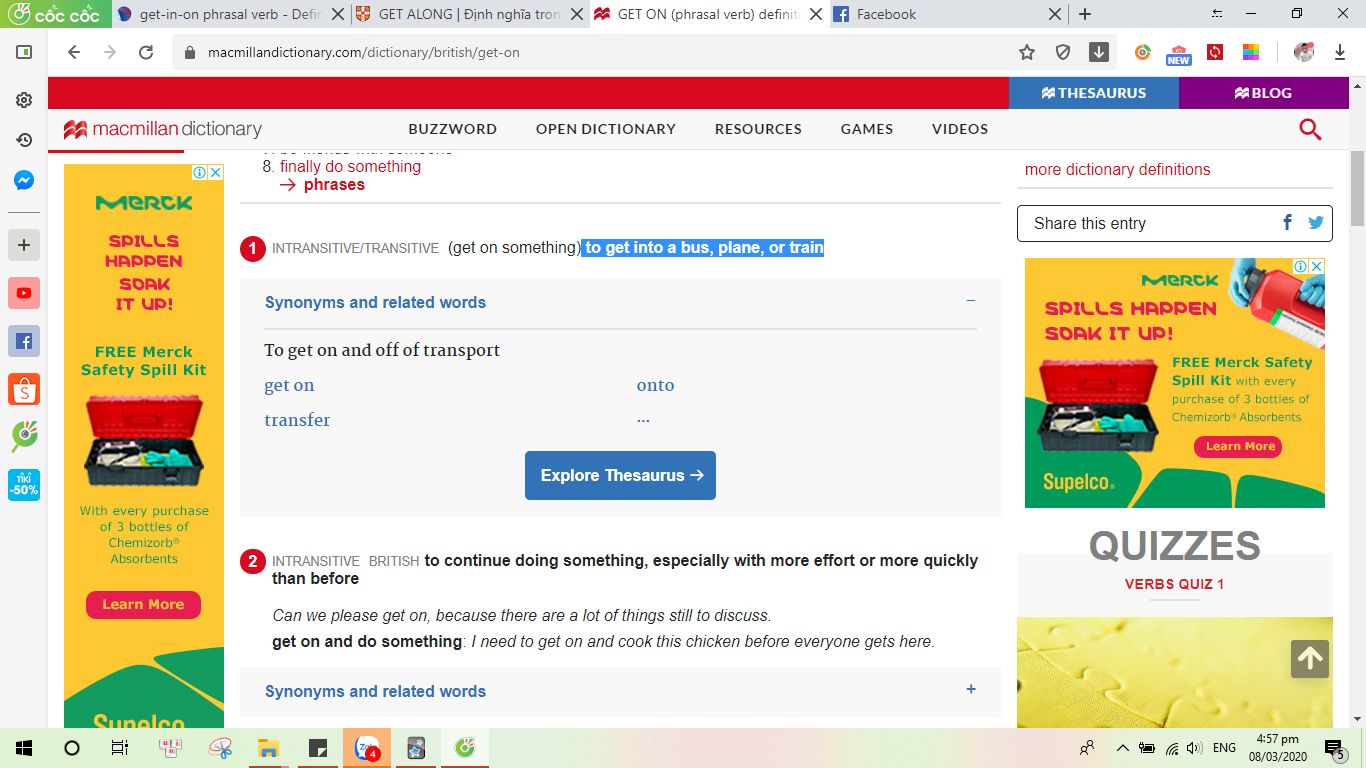 cốc cốc
get-in-on phrasal verb - Defin
GET ALONG | Định nghĩa tron
GET ON (phrasal verb) definit
Facebook
macmillandictionary.com/dictionary/british/get-on
NEW
THESAURUS
BLOG
macmillan dictionary
BUZZWORD
OPEN DICTIONARY
RESOURCES
GAMES
VIDEOS
8. finally do something
→ phrases
more dictionary definitions
Share this entry
1 INTRANSITIVE/TRANSITIVE (get on something) to get into a bus, plane, or train
Synonyms and related words −
To get on and off of transport
get on
onto
transfer
...
Explore Thesaurus →
2 INTRANSITIVE BRITISH to continue doing something, especially with more effort or more quickly
than before
Can we please get on, because there are a lot of things still to discuss.
get on and do something: I need to get on and cook this chicken before everyone gets here.
Synonyms and related words +
MERCK
SPILLS
HAPPEN
SOAK
IT UP!
FREE Merck
Safety Spill Kit
With every purchase
of 3 bottles of
Chemizorb®
Absorbents
Learn More
Supelco
MERCK
SPILLS HAPPEN
SOAK IT UP!
FREE Merck Safety
Spill Kit with every
purchase of 3 bottles of
Chemizorb® Absorbents
Learn More
Supelco®
QUIZZES
VERBS QUIZ 1
TIKI
-50%
4
ENG
4:57 pm
08/03/2020
5